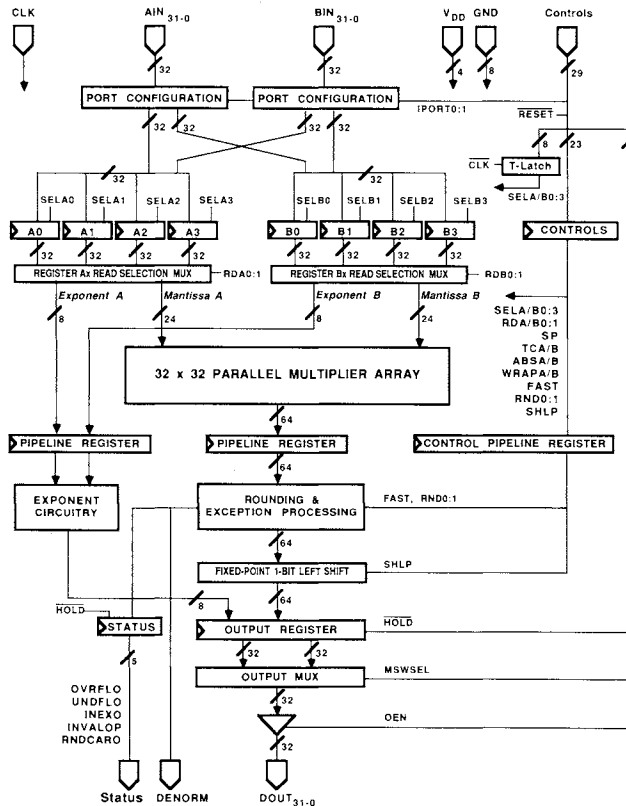 CLK
AIN 31-0
BIN 31-0
VDD
GND
Controls
32
32
4
8
29
PORT CONFIGURATION
PORT CONFIGURATION
IPORT0:1
RESET
32
32
32
32
8
23
CLK
T-Latch
SELA/B0:3
32
32
SELA0
SELA1
SELA2
SELA3
SELB0
SELB1
SELB2
SELB3
A0
A1
A2
A3
B0
B1
B2
B3
CONTROLS
32
32
32
32
32
32
32
32
REGISTER Ax READ SELECTION MUX
RDA0:1
REGISTER Bx READ SELECTION MUX
RDB0:1
Exponent A
Mantissa A
Exponent B
Mantissa B
8
24
8
24
SELA/B0:3
RDA/B0:1
SP
TCA/B
ABSA/B
WRAPA/B
FAST
RND0:1
SHLP
32 x 32 PARALLEL MULTIPLIER ARRAY
64
PIPELINE REGISTER
PIPELINE REGISTER
CONTROL PIPELINE REGISTER
64
EXPONENT CIRCUITRY
ROUNDING & EXCEPTION PROCESSING
FAST, RND0:1
64
FIXED-POINT 1-BIT LEFT SHIFT
SHLP
8
64
HOLD
STATUS
OUTPUT REGISTER
HOLD
5
32
32
OUTPUT MUX
MSWSEL
32
OVRFLO
UNDFLO
INEXO
INVALOP
RNDCARO
OEN
32
Status
DENORM
DOUT 31-0